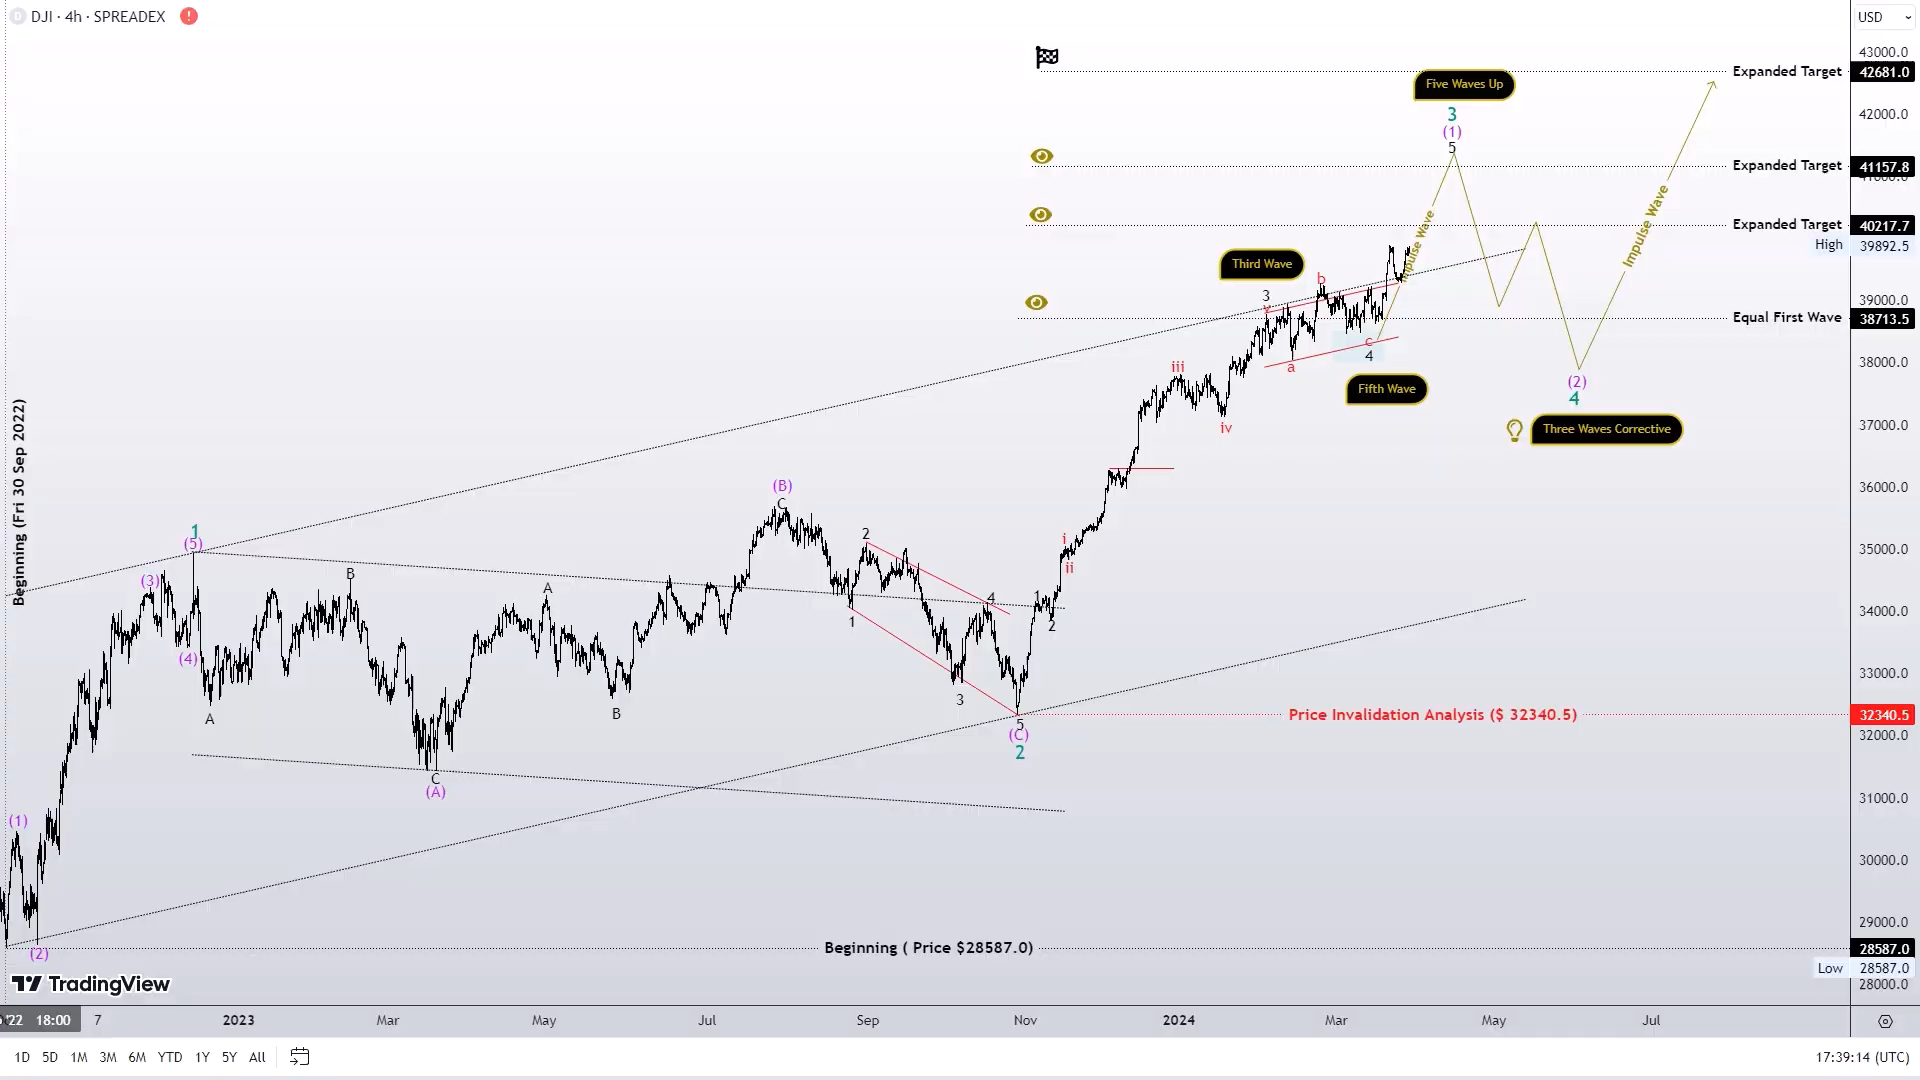 DJI · 4h · SPREADEX
USD
43000.0
Expanded Target 42681.0
Five Waves Up
42000.0
3
(1)
5
Expanded Target 41157.8
Impulse Wave
Impulse Wave
Expanded Target 40217.7
High 39892.5
Third Wave
b
3
v
39000.0
Equal First Wave 38713.5
c
4
a
iii
38000.0
Fifth Wave
(2)
4
iv
37000.0
Three Waves Corrective
Beginning (Fri 30 Sep 2022)
(B)
C
36000.0
1
(5)
2
i
ii
35000.0
(3)
B
A
4
1
34000.0
1
2
(4)
33000.0
A
B
3
Price Invalidation Analysis ($ 32340.5)
32340.5
5
(C)
2
32000.0
C
(A)
31000.0
(1)
30000.0
29000.0
(2)
Beginning ( Price $28587.0)
28587.0
Low 28587.0
28000.0
TradingView
'22 18:00 7 2023 Mar May Jul Sep Nov 2024 Mar May Jul
1D 5D 1M 3M 6M YTD 1Y 5Y All
17:39:14 (UTC)